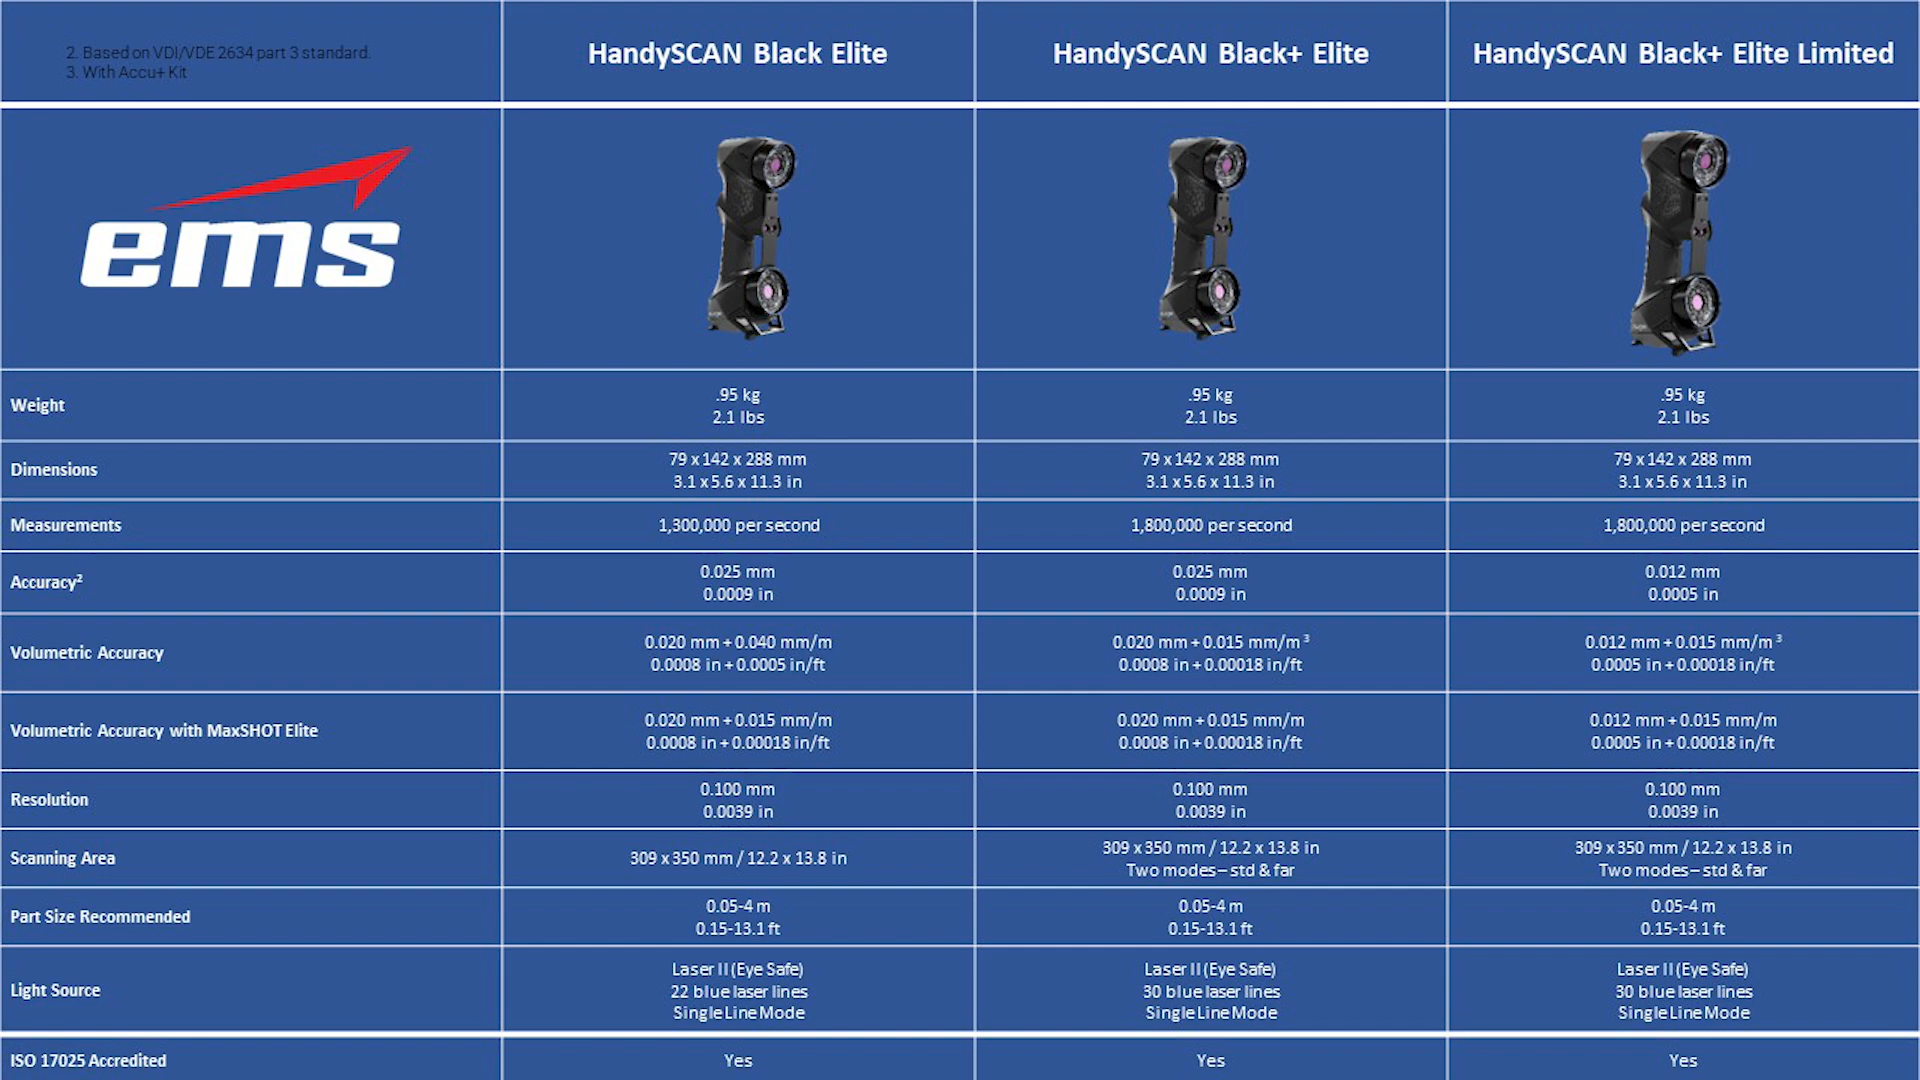 2. Based on VDI/VDE 2634 part 3 standard.
3. With Accu+ Kit
HandySCAN Black Elite
HandySCAN Black+ Elite
HandySCAN Black+ Elite Limited
ems
Weight
.95 kg
2.1 lbs
.95 kg
2.1 lbs
.95 kg
2.1 lbs
Dimensions
79 x 142 x 288 mm
3.1 x 5.6 x 11.3 in
79 x 142 x 288 mm
3.1 x 5.6 x 11.3 in
79 x 142 x 288 mm
3.1 x 5.6 x 11.3 in
Measurements
1,300,000 per second
1,800,000 per second
1,800,000 per second
Accuracy²
0.025 mm
0.0009 in
0.025 mm
0.0009 in
0.012 mm
0.0005 in
Volumetric Accuracy
0.020 mm + 0.040 mm/m
0.0008 in + 0.0005 in/ft
0.020 mm + 0.015 mm/m ³
0.0008 in + 0.00018 in/ft
0.012 mm + 0.015 mm/m ³
0.0005 in + 0.00018 in/ft
Volumetric Accuracy with MaxSHOT Elite
0.020 mm + 0.015 mm/m
0.0008 in + 0.00018 in/ft
0.020 mm + 0.015 mm/m
0.0008 in + 0.00018 in/ft
0.012 mm + 0.015 mm/m
0.0005 in + 0.00018 in/ft
Resolution
0.100 mm
0.0039 in
0.100 mm
0.0039 in
0.100 mm
0.0039 in
Scanning Area
309 x 350 mm / 12.2 x 13.8 in
309 x 350 mm / 12.2 x 13.8 in
Two modes – std & far
309 x 350 mm / 12.2 x 13.8 in
Two modes – std & far
Part Size Recommended
0.05-4 m
0.15-13.1 ft
0.05-4 m
0.15-13.1 ft
0.05-4 m
0.15-13.1 ft
Light Source
Laser II (Eye Safe)
22 blue laser lines
Single Line Mode
Laser II (Eye Safe)
30 blue laser lines
Single Line Mode
Laser II (Eye Safe)
30 blue laser lines
Single Line Mode
ISO 17025 Accredited
Yes
Yes
Yes